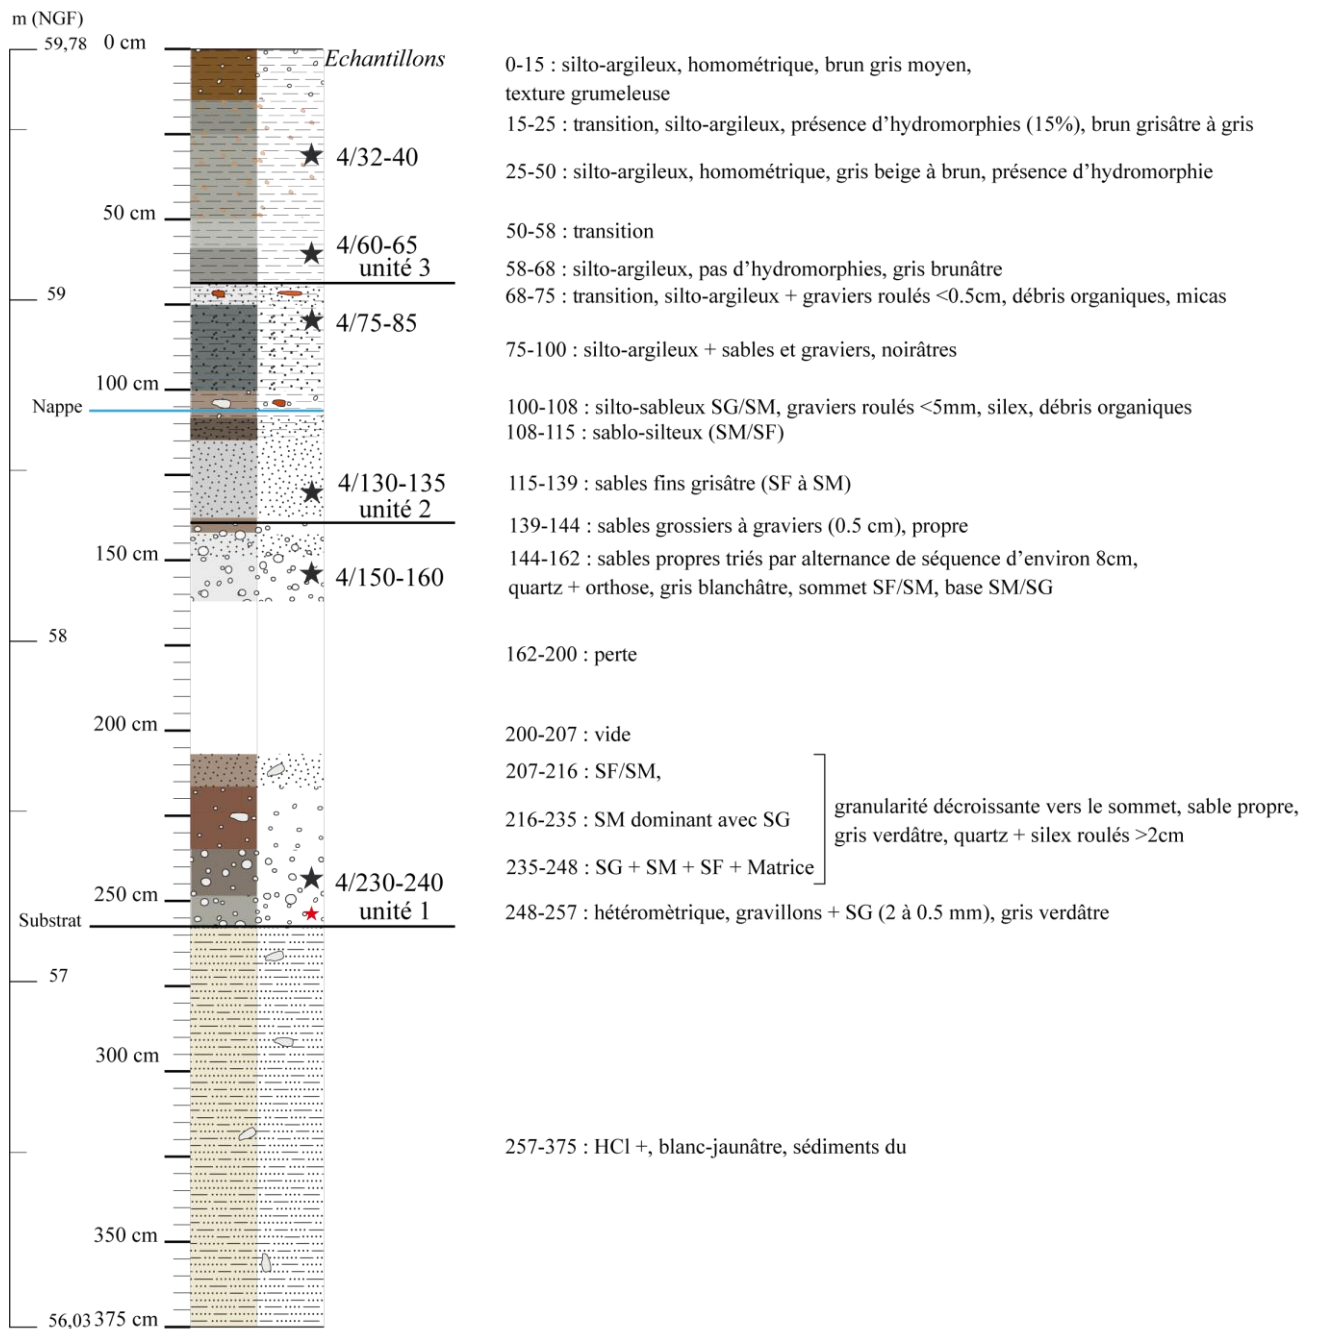 m (NGF)
59,78 0 cm
Echantillons
0-15 : silto-argileux, homométrique, brun gris moyen,
texture grumeleuse
15-25 : transition, silto-argileux, présence d'hydromorphies (15%), brun grisâtre à gris
4/32-40
25-50 : silto-argileux, homométrique, gris beige à brun, présence d'hydromorphie
50 cm
50-58 : transition
4/60-65
unité 3
58-68 : silto-argileux, pas d'hydromorphies, gris brunâtre
59
68-75 : transition, silto-argileux + graviers roulés <0.5cm, débris organiques, micas
4/75-85
75-100 : silto-argileux + sables et graviers, noirâtres
100 cm
Nappe
100-108 : silto-sableux SG/SM, graviers roulés <5mm, silex, débris organiques
108-115 : sablo-silteux (SM/SF)
4/130-135
unité 2
115-139 : sables fins grisâtre (SF à SM)
139-144 : sables grossiers à graviers (0.5 cm), propre
150 cm
144-162 : sables propres triés par alternance de séquence d'environ 8cm,
quartz + orthose, gris blanchâtre, sommet SF/SM, base SM/SG
4/150-160
58
162-200 : perte
200 cm
200-207 : vide
207-216 : SF/SM,
216-235 : SM dominant avec SG
granularité décroissante vers le sommet, sable propre,
gris verdâtre, quartz + silex roulés >2cm
235-248 : SG + SM + SF + Matrice
4/230-240
250 cm
unité 1
248-257 : hétéromètrique, gravillons + SG (2 à 0.5 mm), gris verdâtre
Substrat
57
300 cm
257-375 : HCl +, blanc-jaunâtre, sédiments du
350 cm
56,03 375 cm